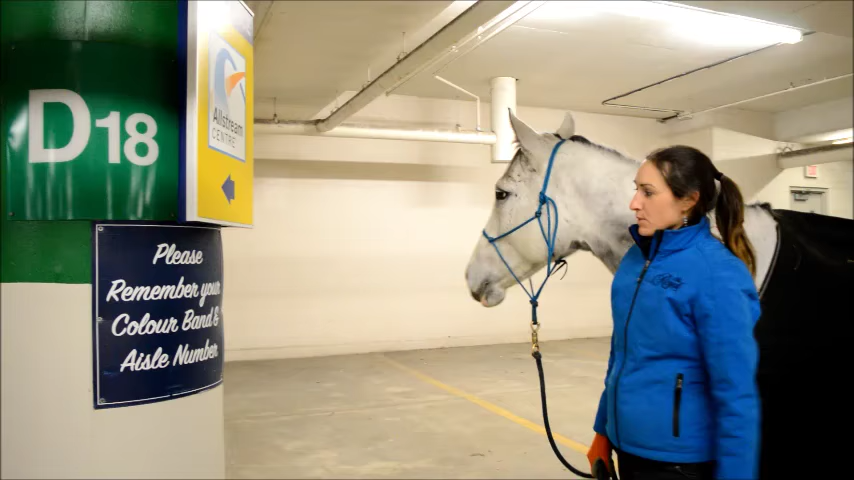 D18
Allstream
CENTRE
Please
Remember your
Colour Band &
Aisle Number